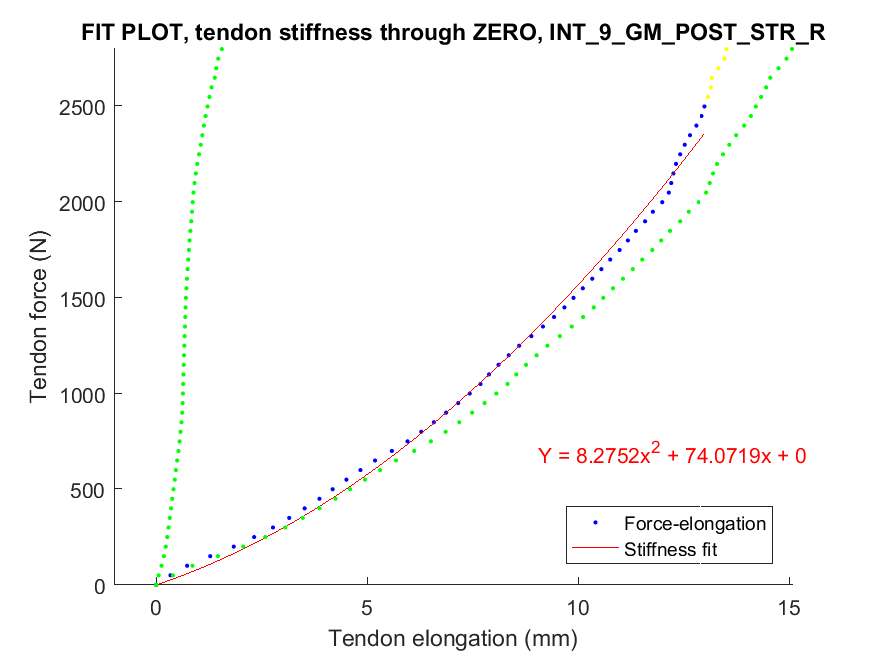 FIT PLOT, tendon stiffness through ZERO, INT_9_GM_POST_STR_R
2500
2000
1500
1000
500
0
Tendon force (N)
Y = 8.2752x² + 74.0719x + 0
Force-elongation
Stiffness fit
0 5 10 15
Tendon elongation (mm)